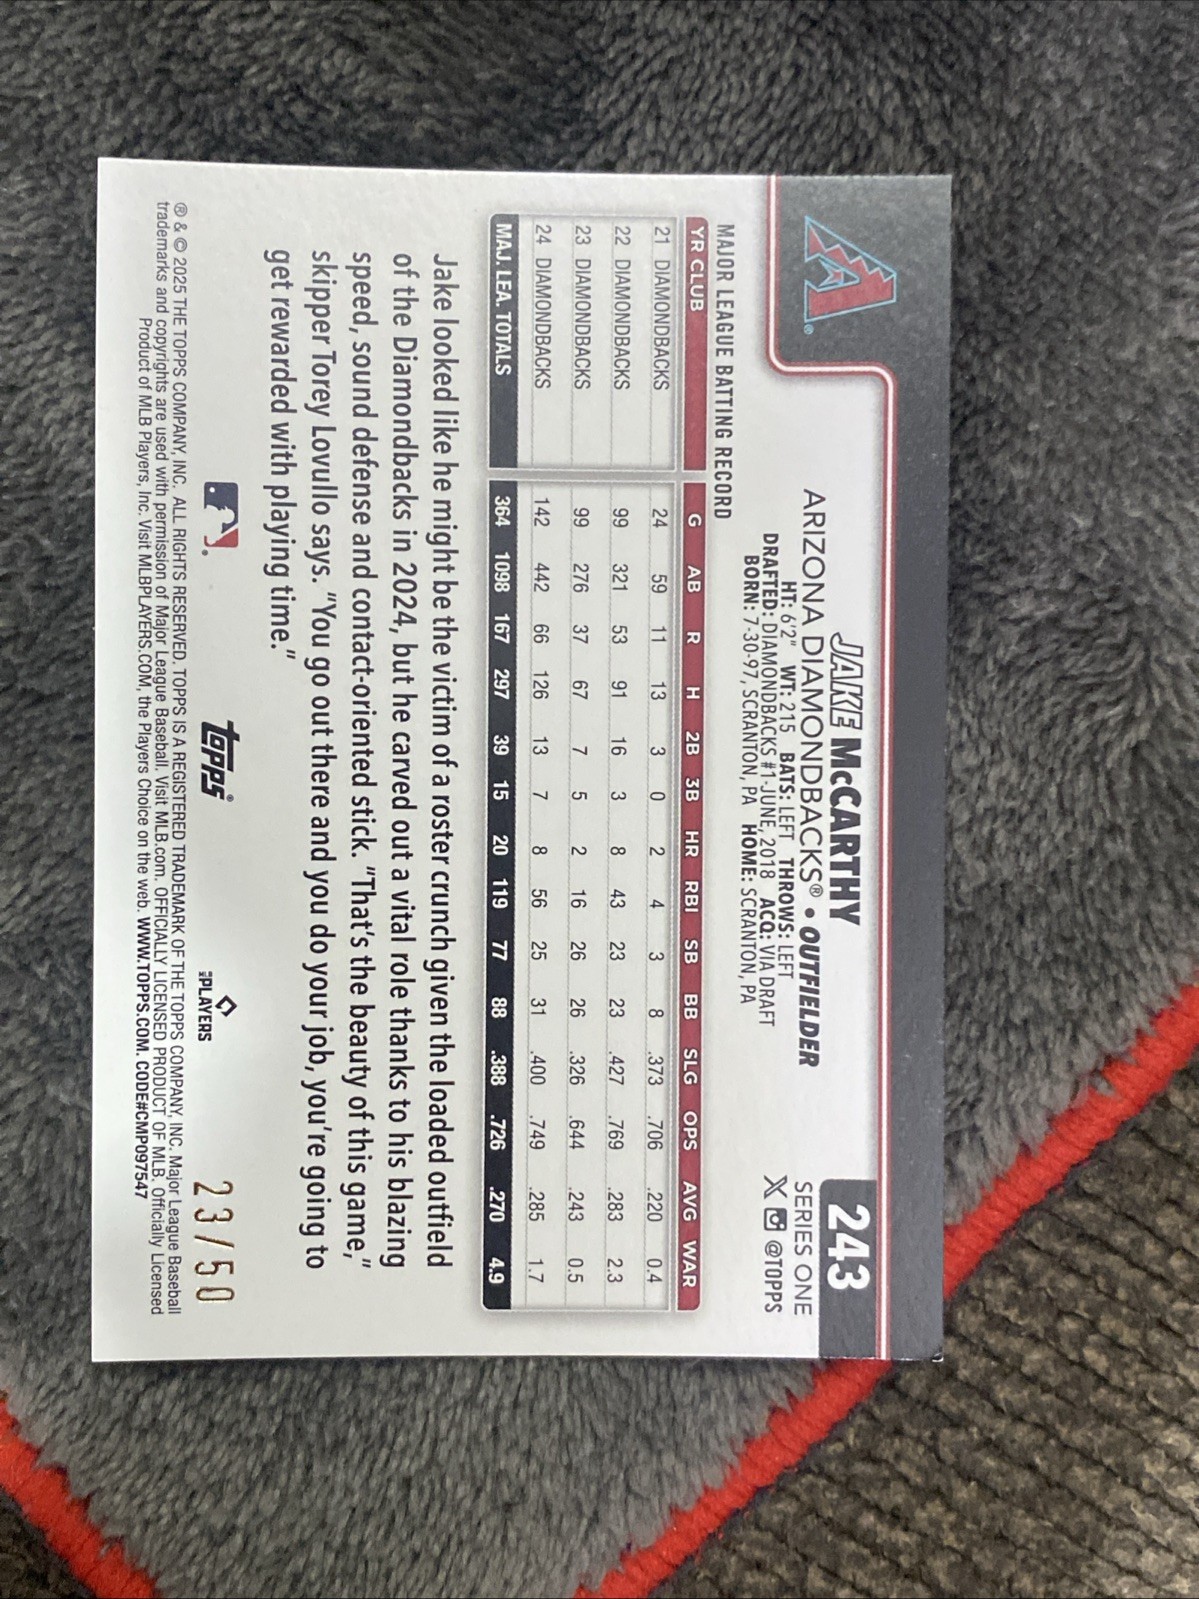 A®
243
JAKE McCARTHY
ARIZONA DIAMONDBACKS® • OUTFIELDER
SERIES ONE
HT: 6'2" WT: 215 BATS: LEFT THROWS: LEFT
DRAFTED: DIAMONDBACKS #1-JUNE, 2018 ACQ: VIA DRAFT
BORN: 7-30-97, SCRANTON, PA HOME: SCRANTON, PA
@TOPPS
MAJOR LEAGUE BATTING RECORD
YR CLUB G AB R H 2B 3B HR RBI SB BB SLG OPS AVG WAR
21 DIAMONDBACKS 24 59 11 13 3 0 2 4 3 8 .373 .706 .220 0.4
22 DIAMONDBACKS 99 321 53 91 16 3 8 43 23 23 .427 .769 .283 2.3
23 DIAMONDBACKS 99 276 37 67 7 5 2 16 26 26 .326 .644 .243 0.5
24 DIAMONDBACKS 142 442 66 126 13 7 8 56 25 31 .400 .749 .285 1.7
MAJ. LEA. TOTALS 364 1098 167 297 39 15 20 119 77 88 .388 .726 .270 4.9
Jake looked like he might be the victim of a roster crunch given the loaded outfield
of the Diamondbacks in 2024, but he carved out a vital role thanks to his blazing
speed, sound defense and contact-oriented stick. "That's the beauty of this game,"
skipper Torey Lovullo says. "You go out there and you do your job, you're going to
get rewarded with playing time."
topps®
PLAYERS
23/50
® & © 2025 THE TOPPS COMPANY, INC. ALL RIGHTS RESERVED. TOPPS IS A REGISTERED TRADEMARK OF THE TOPPS COMPANY, INC. Major League Baseball
trademarks and copyrights are used with permission of Major League Baseball. Visit MLB.com. OFFICIALLY LICENSED PRODUCT OF MLB. Officially Licensed
Product of MLB Players, Inc. Visit MLBPLAYERS.COM, the Players Choice on the web. WWW.TOPPS.COM. CODE#CMP097547